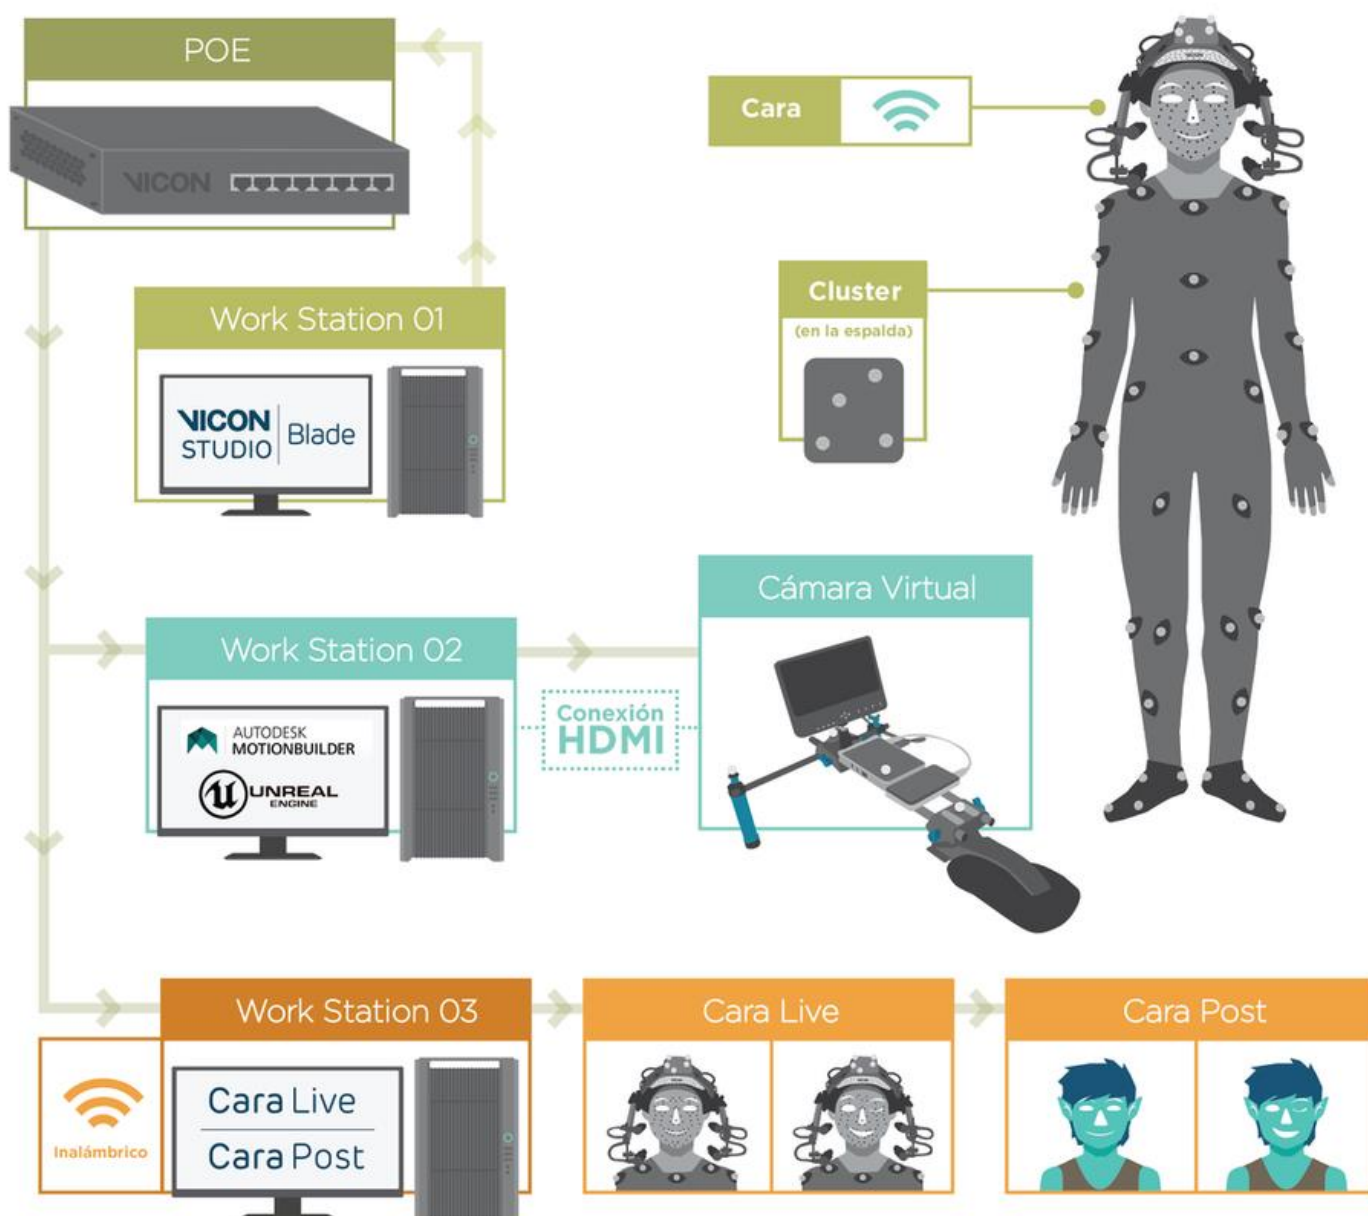 POE
VICON
Cara
VICON
Cluster
(en la espalda)
Work Station 01
VICON
STUDIO
Blade
Cámara Virtual
Work Station 02
AUTODESK
MOTIONBUILDER
UNREAL
ENGINE
Conexión
HDMI
Work Station 03
Cara Live
Cara Post
Inalámbrico
Cara Live
Cara Post